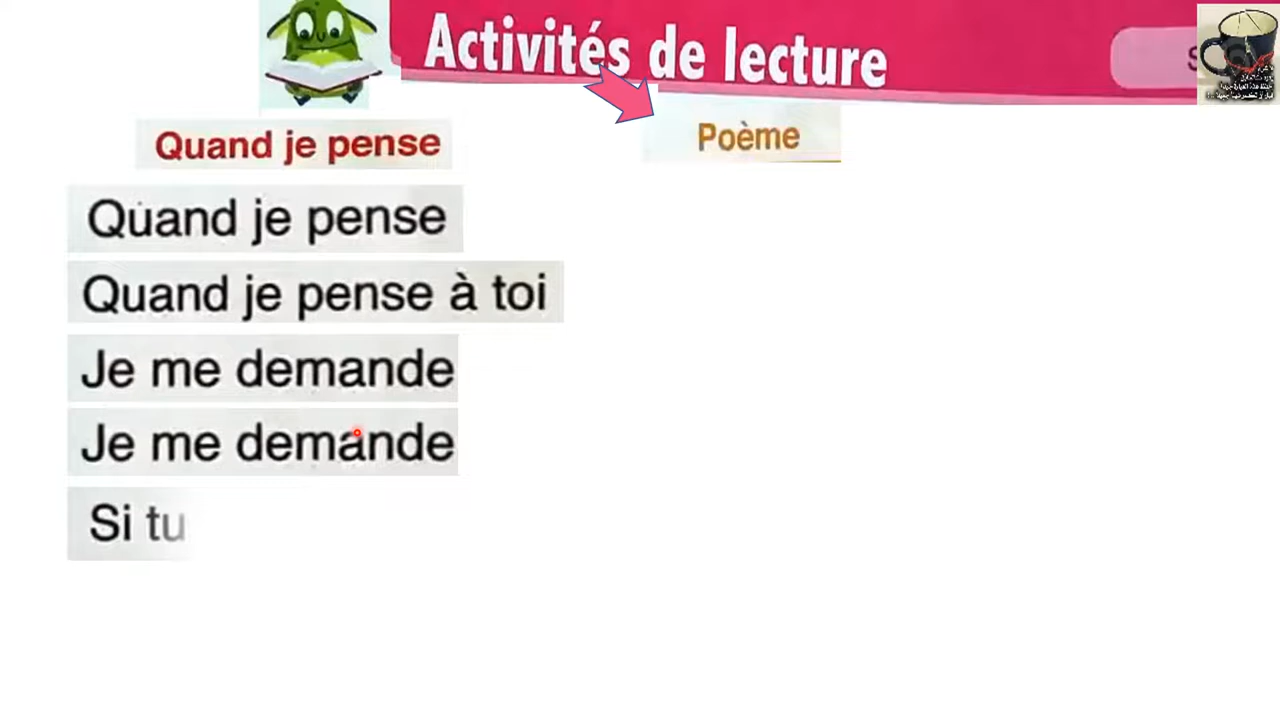 Activités de lecture
Quand je pense
Poème
Quand je pense
Quand je pense à toi
Je me demande
Je me demande
Si tu